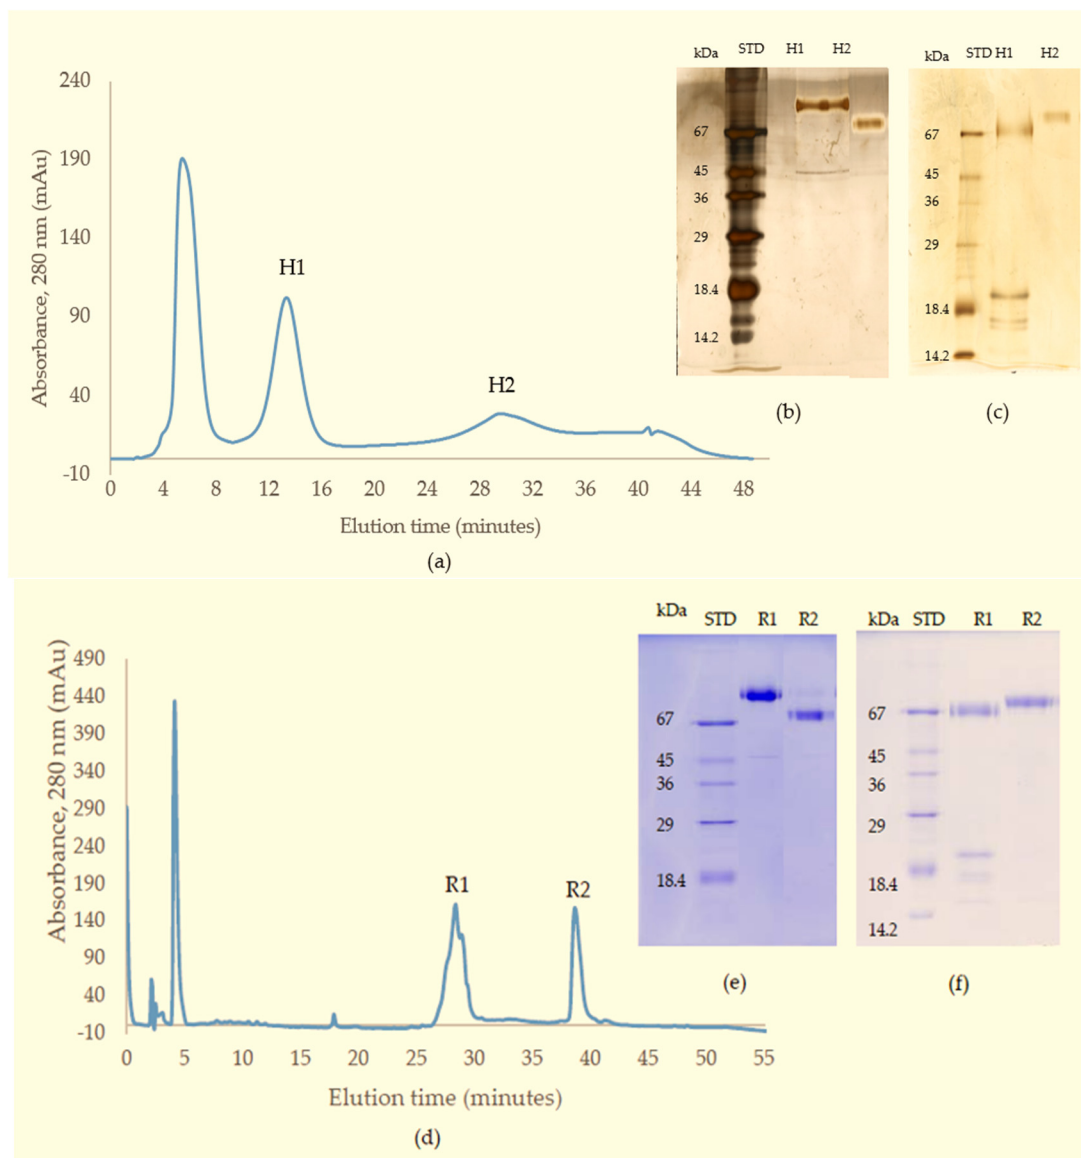 kDa STD H1 H2
67
45
36
29
18.4
14.2
(b)
kDa STD H1 H2
67
45
36
29
18.4
14.2
(c)
Absorbance, 280 nm (mAu)
240
190
140
90
40
-10
H1
H2
0 4 8 12 16 20 24 28 32 36 40 44 48
Elution time (minutes)
(a)
kDa STD R1 R2
67
45
36
29
18.4
(e)
kDa STD R1 R2
67
45
36
29
18.4
14.2
(f)
Absorbance, 280 nm (mAu)
490
440
390
340
290
240
190
140
90
40
-10
R1
R2
0 5 10 15 20 25 30 35 40 45 50 55
Elution time (minutes)
(d)